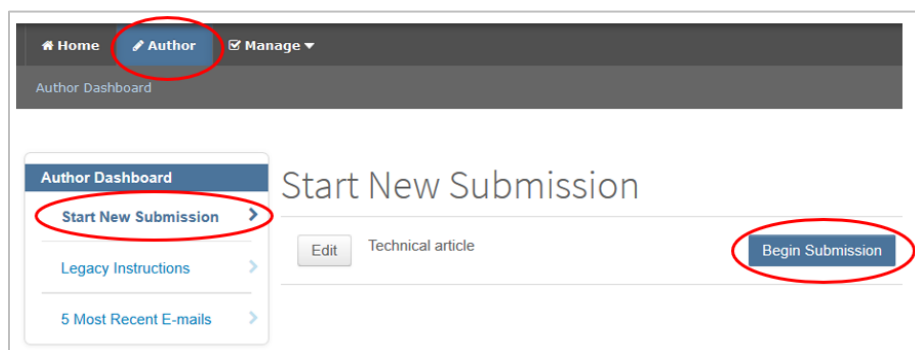 Home Author Manage
Author Dashboard
Author Dashboard
Start New Submission
Legacy Instructions
5 Most Recent E-mails
Start New Submission
Edit Technical article Begin Submission